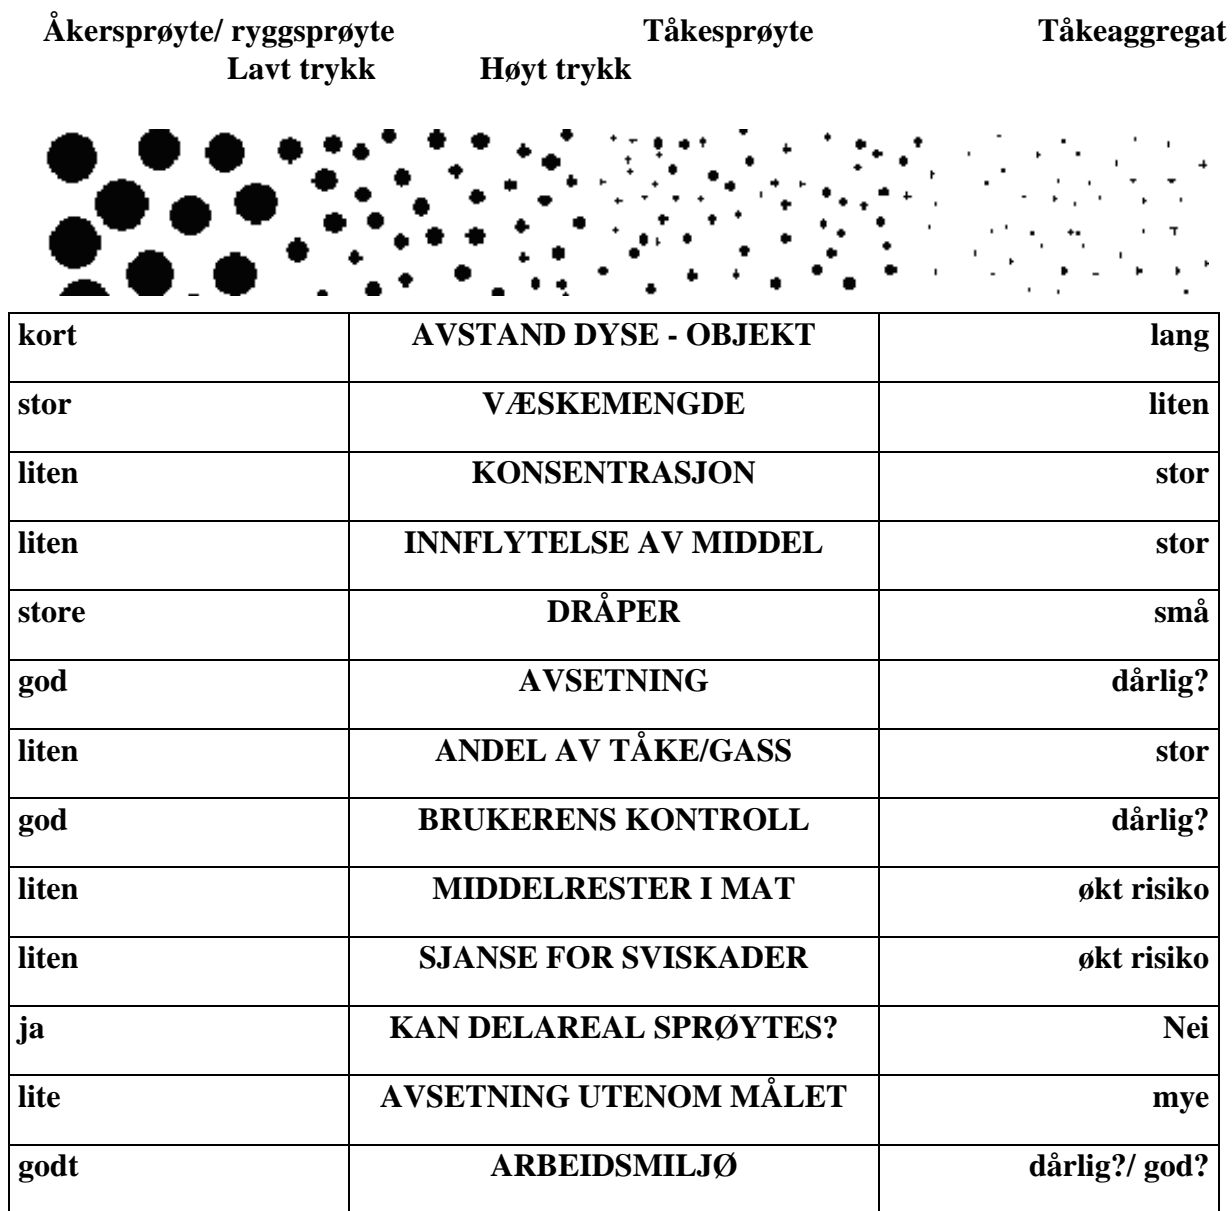 Åkersprøyte/ ryggsprøyte Tåkesprøyte Tåkeaggregat
Lavt trykk Høyt trykk
kort AVSTAND DYSE - OBJEKT lang
stor VÆSKEMENGDE liten
liten KONSENTRASJON stor
liten INNFLYTELSE AV MIDDEL stor
store DRÅPER små
god AVSETNING dårlig?
liten ANDEL AV TÅKE/GASS stor
god BRUKERENS KONTROLL dårlig?
liten MIDDELRESTER I MAT økt risiko
liten SJANSE FOR SVISKADER økt risiko
ja KAN DELAREAL SPRØYTES? Nei
lite AVSETNING UTENOM MÅLET mye
godt ARBEIDSMILJØ dårlig?/ god?